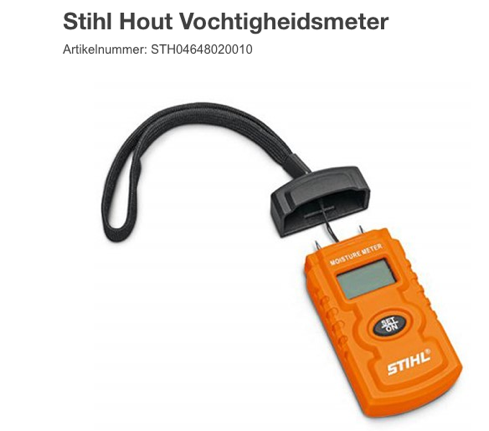 Stihl Hout Vochtigheidsmeter
Artikelnummer: STH04648020010
MOISTURE METER
SET
ON
STIHL®